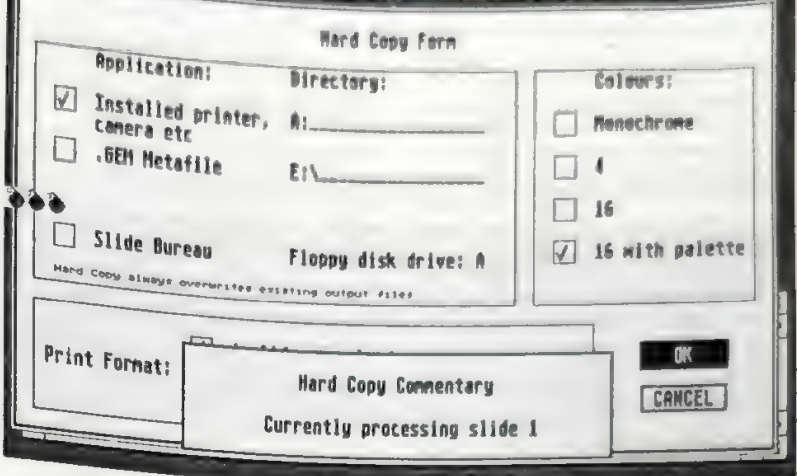 Hard Copy Form
Application:
Installed printer,
camera etc
.GEM Metafile
Slide Bureau
Directory:
A:
E:\
Floppy disk drive: A
Hard Copy always overwrites existing output files
Colours:
Monochrome
4
16
16 with palette
Print Format:
OK
CANCEL
Hard Copy Commentary
Currently processing slide 1